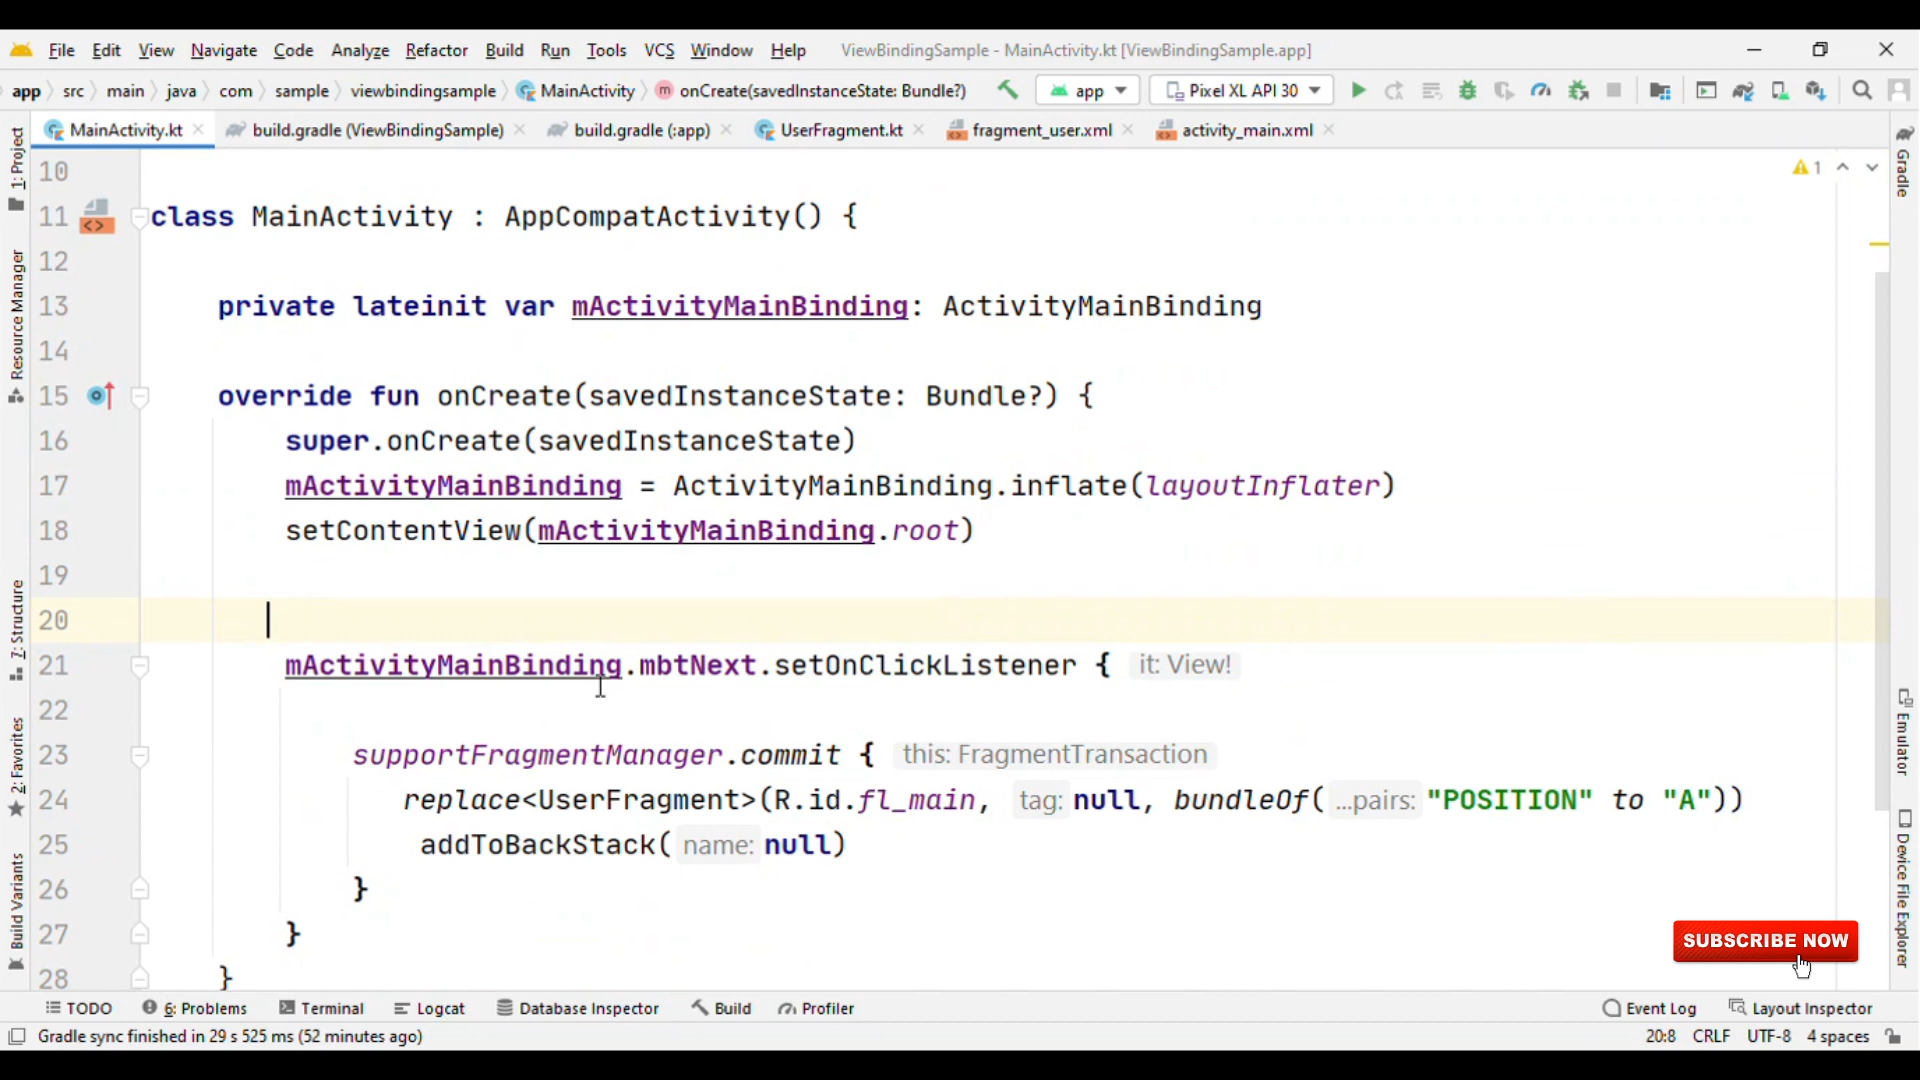 File Edit View Navigate Code Analyze Refactor Build Run Tools VCS Window Help ViewBindingSample - MainActivity.kt [ViewBindingSample.app]
app src main java com sample viewbindingsample MainActivity m onCreate(savedInstanceState: Bundle?) app Pixel XL API 30
MainActivity.kt build.gradle (ViewBindingSample) build.gradle (:app) UserFragment.kt fragment_user.xml activity_main.xml
1: Project
Resource Manager
7: Structure
2: Favorites
Build Variants
10
11 class MainActivity : AppCompatActivity() {
12
13 private lateinit var mActivityMainBinding: ActivityMainBinding
14
15 override fun onCreate(savedInstanceState: Bundle?) {
16 super.onCreate(savedInstanceState)
17 mActivityMainBinding = ActivityMainBinding.inflate(layoutInflater)
18 setContentView(mActivityMainBinding.root)
19
20
21 mActivityMainBinding.mbtNext.setOnClickListener { it: View!
22
23 supportFragmentManager.commit { this: FragmentTransaction
24 replace<UserFragment>(R.id.fl_main, tag: null, bundleOf( ...pairs: "POSITION" to "A"))
25 addToBackStack( name: null)
26 }
27 }
28 }
1
Gradle
Emulator
Device File Explorer
SUBSCRIBE NOW
TODO 6: Problems Terminal Logcat Database Inspector Build Profiler Event Log Layout Inspector
Gradle sync finished in 29 s 525 ms (52 minutes ago) 20:8 CRLF UTF-8 4 spaces